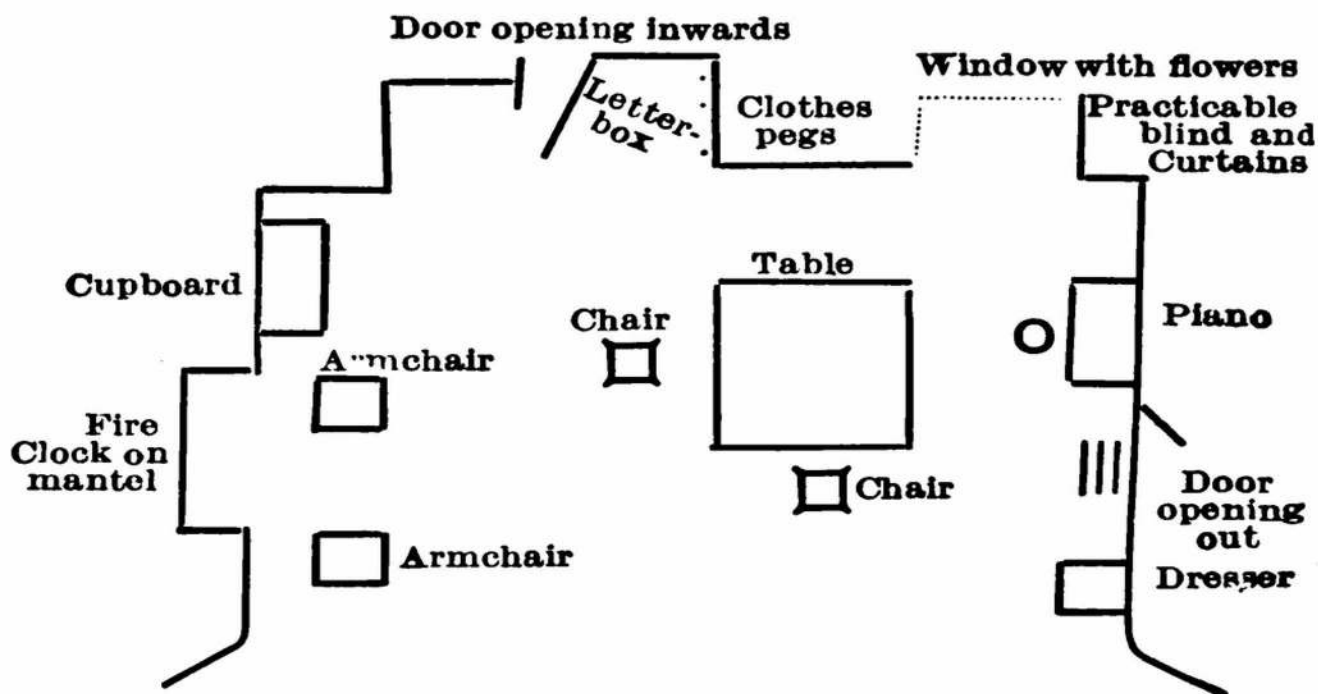 Door opening inwards
Window with flowers
Letter-
box
Clothes
pegs
Practicable
blind and
Curtains
Table
Cupboard
Chair
Piano
Armchair
Fire
Clock on
mantel
Chair
Door
opening
out
Armchair
Dresser